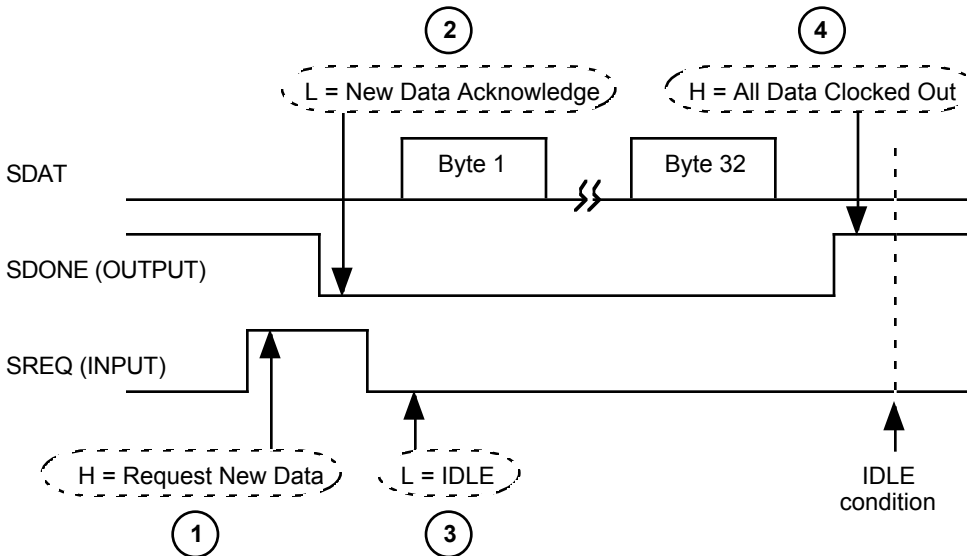 2
4
L = New Data Acknowledge
H = All Data Clocked Out
SDAT
Byte 1
Byte 32
SDONE (OUTPUT)
SREQ (INPUT)
H = Request New Data
L = IDLE
IDLE
condition
1
3